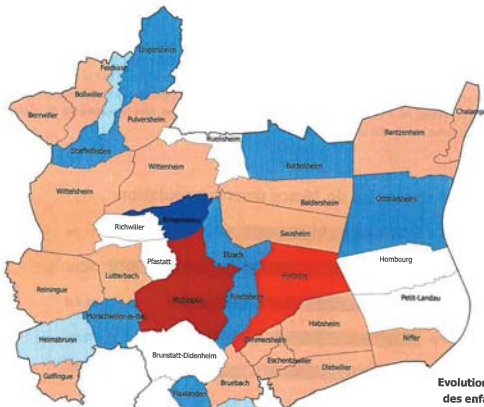 Ungersheim
Feldkirch
Bollwiller
Berrwiller
Pulversheim
Staffelfelden
Ruelisheim
Chalampé
Bantzenheim
Wittenheim
Battenheim
Wittelsheim
Baldersheim
Ottmarsheim
Richwiller
Kingersheim
Sausheim
Illzach
Pfastatt
Hombourg
Lutterbach
Reiningue
Mulhouse
Rixheim
Riedisheim
Petit-Landau
Morschwiller-le-Bas
Habsheim
Heimsbrunn
Zimmersheim
Niffer
Brunstatt-Didenheim
Eschentzwiller
Galfingue
Bruebach
Dietwiller
Flaxlanden
Evolution
des enfa